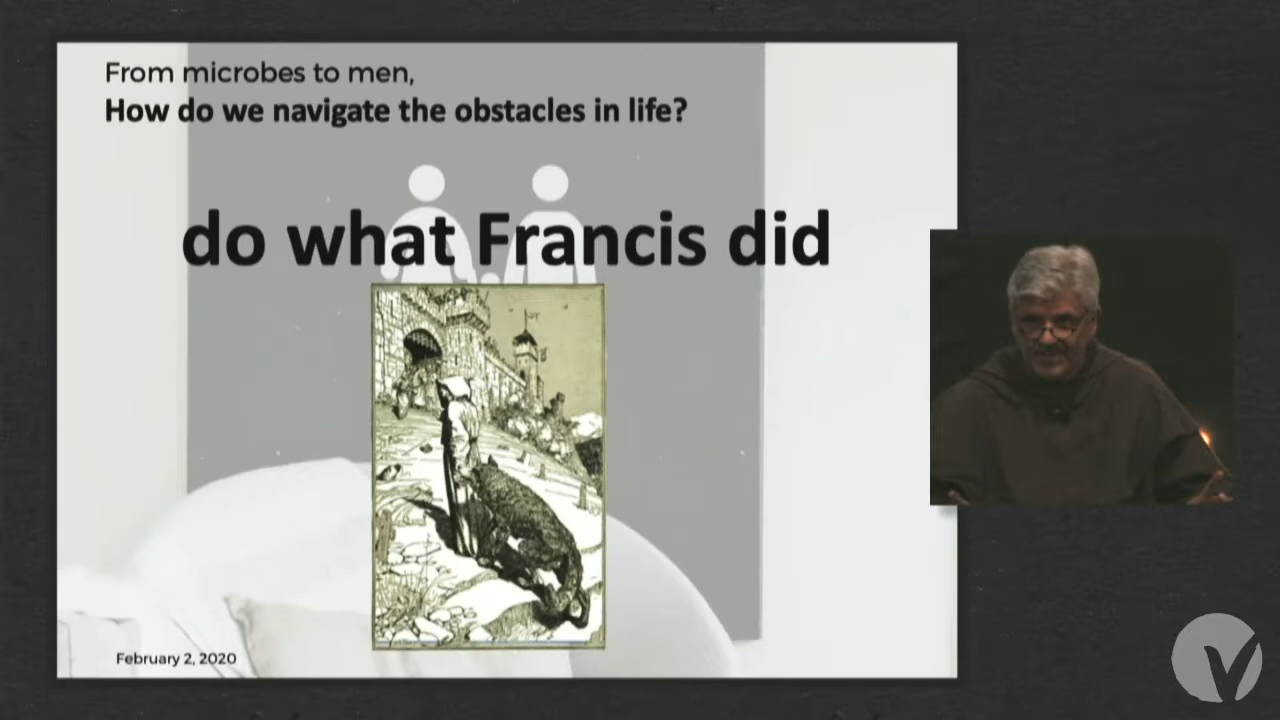 From microbes to men,
How do we navigate the obstacles in life?
do what Francis did
February 2, 2020